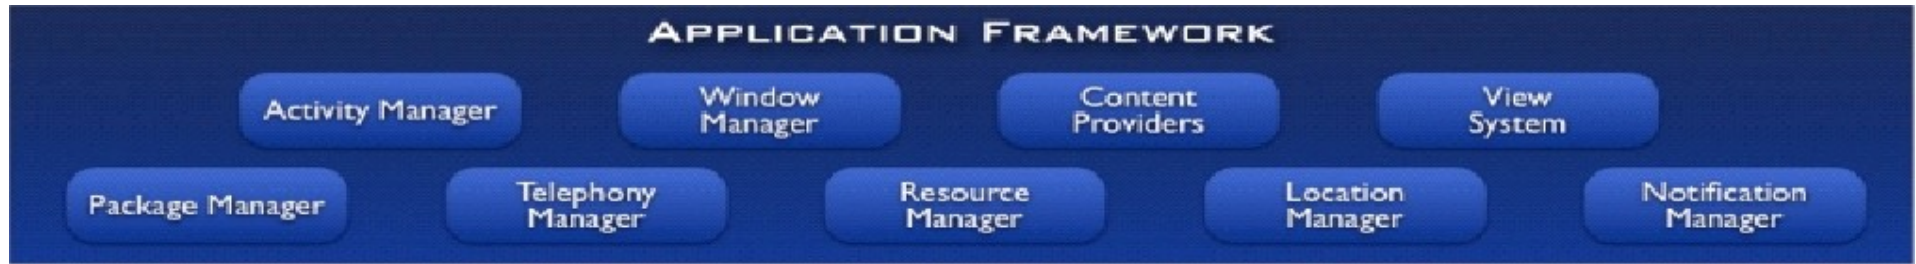 APPLICATION FRAMEWORK
Activity Manager
Window
Manager
Content
Providers
View
System
Package Manager
Telephony
Manager
Resource
Manager
Location
Manager
Notification
Manager